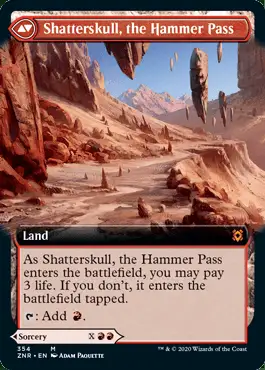 Shatterskull, the Hammer Pass
Land
As Shatterskull, the Hammer Pass
enters the battlefield, you may pay
3 life. If you don't, it enters the
battlefield tapped.
: Add .
Sorcery X
354 M
ZNR • EN Adam Paquette
™ & © 2020 Wizards of the Coast